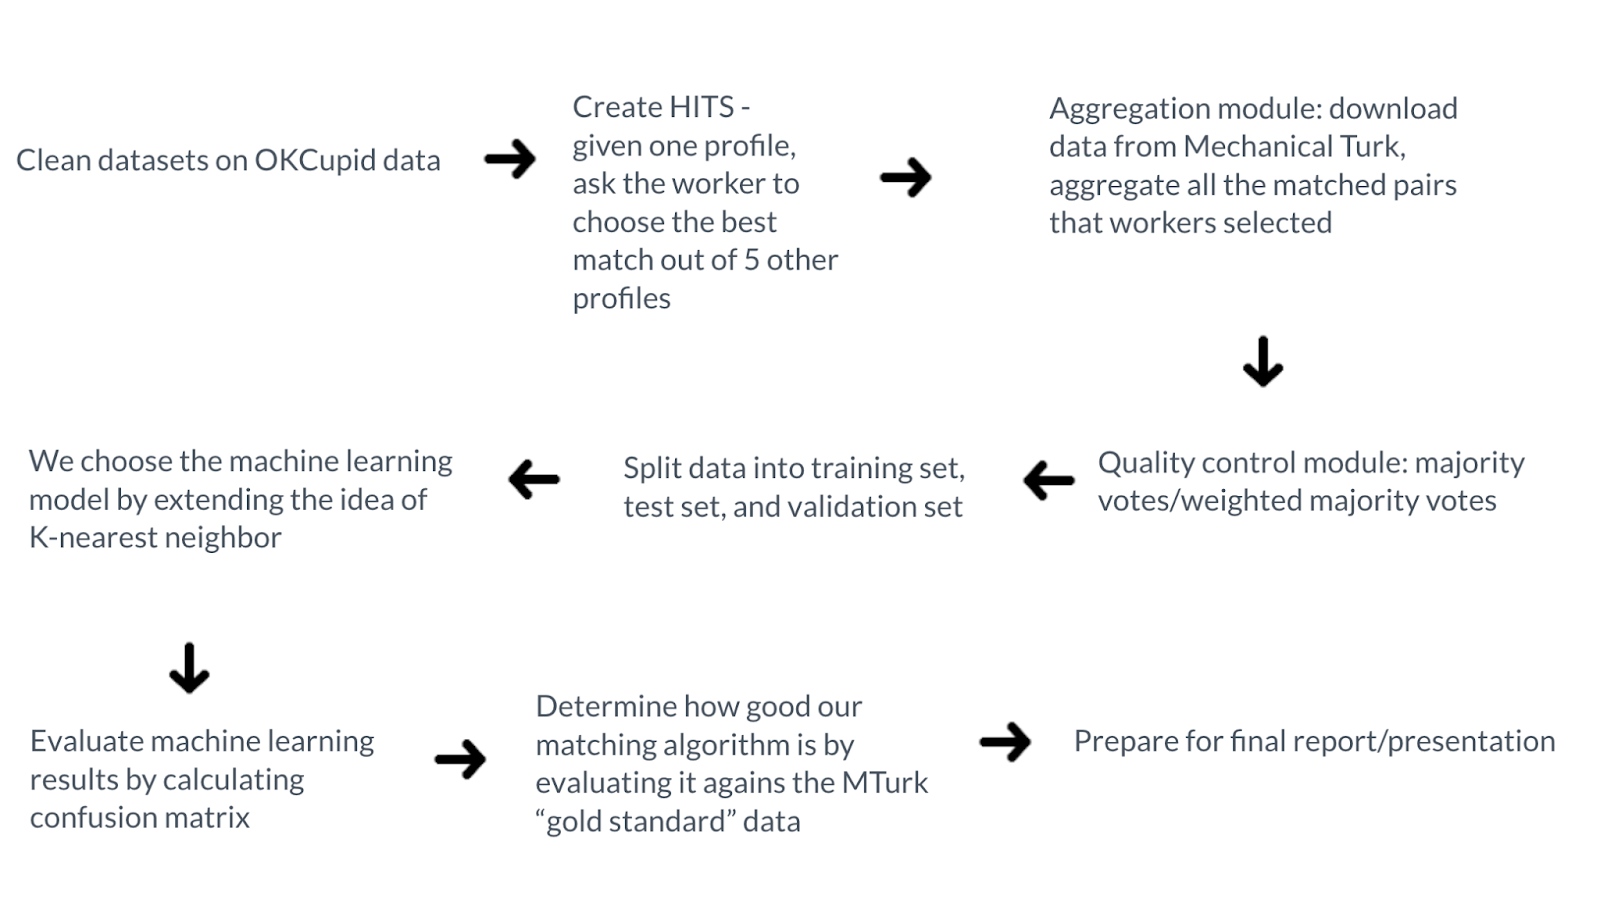 Clean datasets on OKCupid data
Create HITS -
given one profile,
ask the worker to
choose the best
match out of 5 other
profiles
Aggregation module: download
data from Mechanical Turk,
aggregate all the matched pairs
that workers selected
Quality control module: majority
votes/weighted majority votes
Split data into training set,
test set, and validation set
We choose the machine learning
model by extending the idea of
K-nearest neighbor
Evaluate machine learning
results by calculating
confusion matrix
Determine how good our
matching algorithm is by
evaluating it agains the MTurk
“gold standard” data
Prepare for final report/presentation